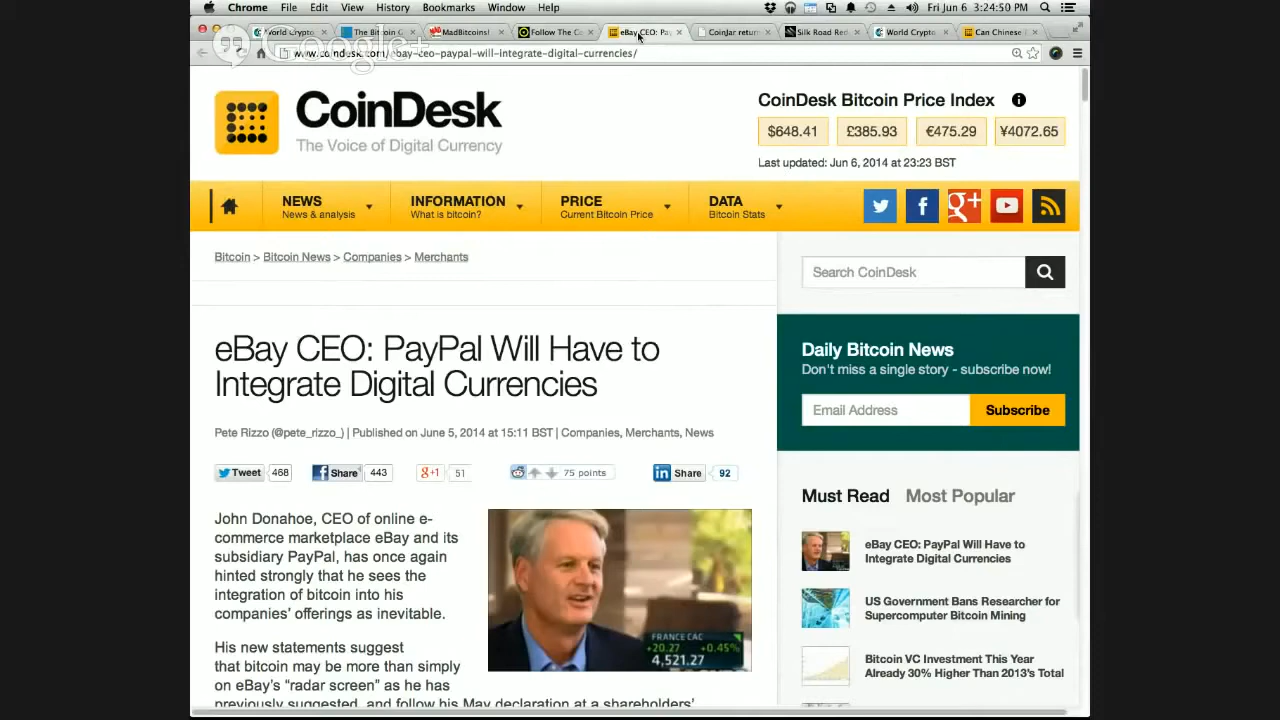 Chrome File Edit View History Bookmarks Window Help Fri Jun 6 3:24:50 PM
World Crypto The Bitcoin G MadBitcoins! Follow The Co eBay CEO: Pay CoinJar return Silk Road Red World Crypto Can Chinese
Google+
www.coindesk.com/ebay-ceo-paypal-will-integrate-digital-currencies/
CoinDesk
The Voice of Digital Currency
CoinDesk Bitcoin Price Index
$648.41 £385.93 €475.29 ¥4072.65
Last updated: Jun 6, 2014 at 23:23 BST
NEWS INFORMATION PRICE DATA
News & analysis What is bitcoin? Current Bitcoin Price Bitcoin Stats
Bitcoin > Bitcoin News > Companies > Merchants
Search CoinDesk
eBay CEO: PayPal Will Have to
Integrate Digital Currencies
Pete Rizzo (@pete_rizzo_) | Published on June 5, 2014 at 15:11 BST | Companies, Merchants, News
Tweet 468 Share 443 +1 51 75 points in Share 92
John Donahoe, CEO of online e-
commerce marketplace eBay and its
subsidiary PayPal, has once again
hinted strongly that he sees the
integration of bitcoin into his
companies' offerings as inevitable.
His new statements suggest
that bitcoin may be more than simply
on eBay's “radar screen” as he has
previously suggested, and follow his May declaration at a shareholders’
FRANCE CAC
+20.27 +0.45%
4,521.27
Daily Bitcoin News
Don't miss a single story - subscribe now!
Email Address Subscribe
Must Read Most Popular
eBay CEO: PayPal Will Have to
Integrate Digital Currencies
US Government Bans Researcher for
Supercomputer Bitcoin Mining
Bitcoin VC Investment This Year
Already 30% Higher Than 2013's Total